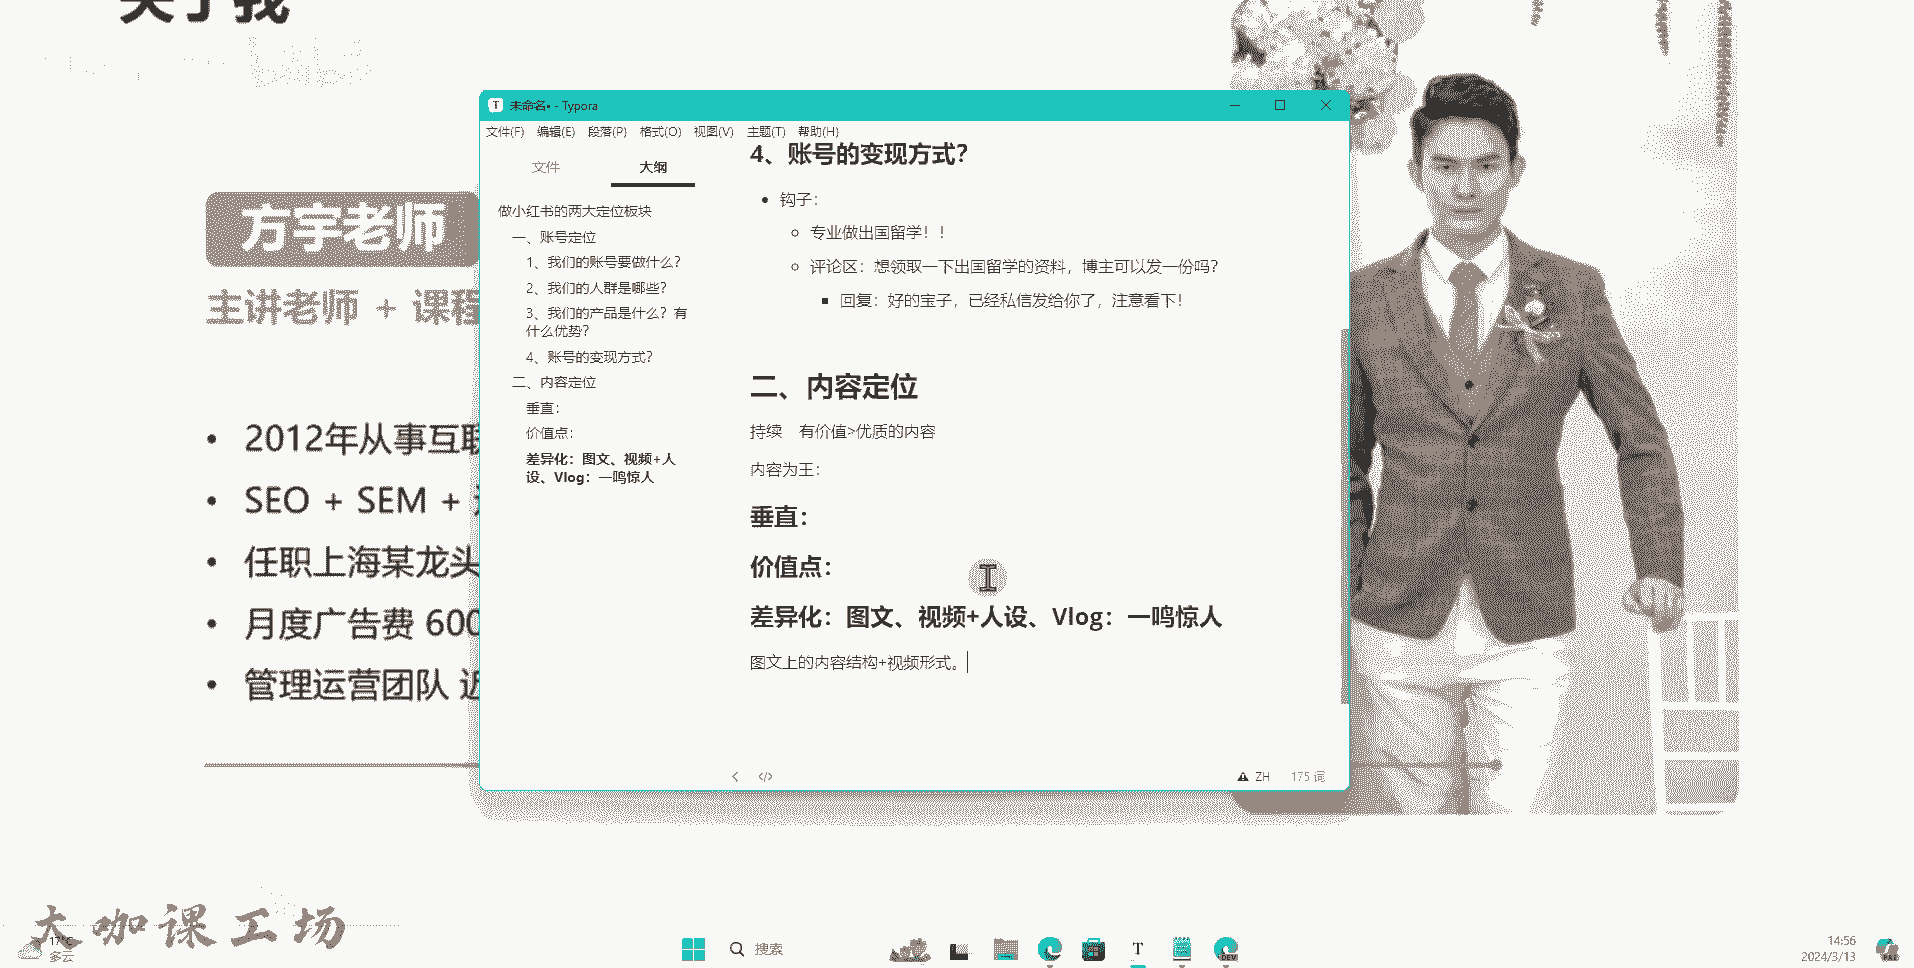 关于我
方宇老师
主讲老师 + 课程
• 2012年从事互联
• SEO + SEM +
• 任职上海某龙头
• 月度广告费 600
• 管理运营团队 近
未命名• - Typora
文件(F) 编辑(E) 段落(P) 格式(O) 视图(V) 主题(T) 帮助(H)
文件 大纲
做小红书的两大定位板块
一、账号定位
1、我们的账号要做什么?
2、我们的人群是哪些?
3、我们的产品是什么? 有
什么优势?
4、账号的变现方式?
二、内容定位
垂直:
价值点:
差异化: 图文、视频+人
设、Vlog: 一鸣惊人
4、账号的变现方式?
• 钩子:
专业做出国留学! !
评论区: 想领取一下出国留学的资料, 博主可以发一份吗?
回复: 好的宝子, 已经私信发给你了, 注意看下!
二、内容定位
持续 有价值>优质的内容
内容为王:
垂直:
价值点:
差异化: 图文、视频+人设、Vlog: 一鸣惊人
图文上的内容结构+视频形式。
ZH 175 词
大咖课工场
17°C
多云
搜索
DEV
14:56
2024/3/13
PRE